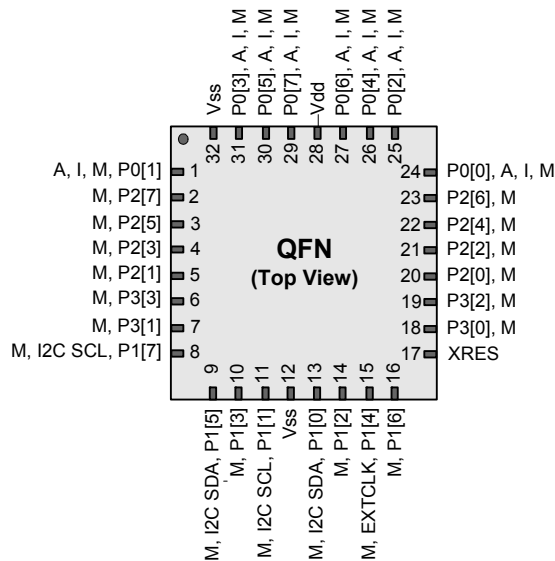 Vss
P0[3], A, I, M
P0[5], A, I, M
P0[7], A, I, M
Vdd
P0[6], A, I, M
P0[4], A, I, M
P0[2], A, I, M
32
31
30
29
28
27
26
25
A, I, M, P0[1]
1
M, P2[7]
2
M, P2[5]
3
M, P2[3]
4
M, P2[1]
5
M, P3[3]
6
M, P3[1]
7
M, I2C SCL, P1[7]
8
QFN
(Top View)
24
P0[0], A, I, M
23
P2[6], M
22
P2[4], M
21
P2[2], M
20
P2[0], M
19
P3[2], M
18
P3[0], M
17
XRES
9
10
11
12
13
14
15
16
M, I2C SDA, P1[5]
M, P1[3]
M, I2C SCL, P1[1]
Vss
M, I2C SDA, P1[0]
M, P1[2]
M, EXTCLK, P1[4]
M, P1[6]